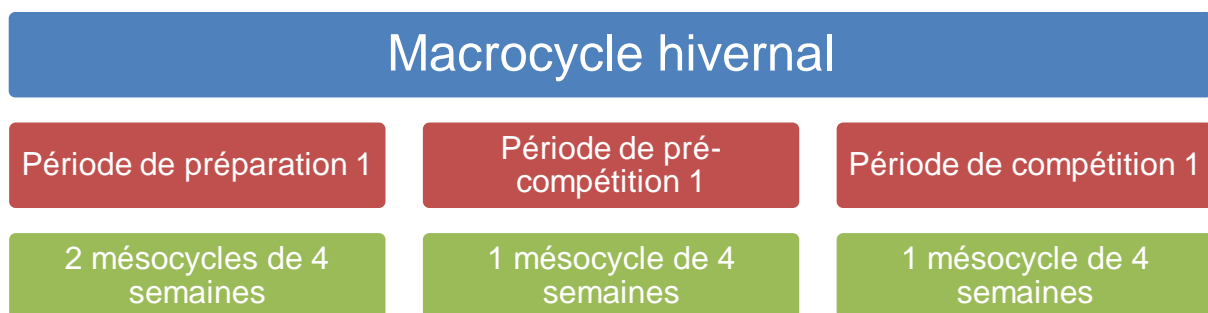 Macrocycle hivernal
Période de préparation 1
Période de pré-
compétition 1
Période de compétition 1
2 mésocycles de 4
semaines
1 mésocycle de 4
semaines
1 mésocycle de 4
semaines